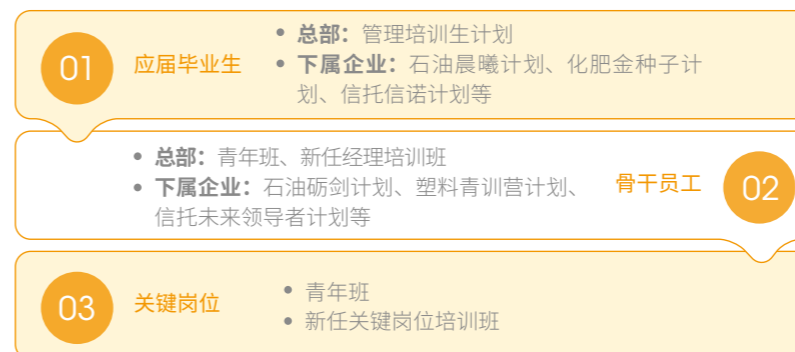 01
应届毕业生
• 总部：管理培训生计划
• 下属企业：石油晨曦计划、化肥金种子计
划、信托信诺计划等
• 总部：青年班、新任经理培训班
• 下属企业：石油砺剑计划、塑料青训营计划、
信托未来领导者计划等
骨干员工
02
03
关键岗位
• 青年班
• 新任关键岗位培训班